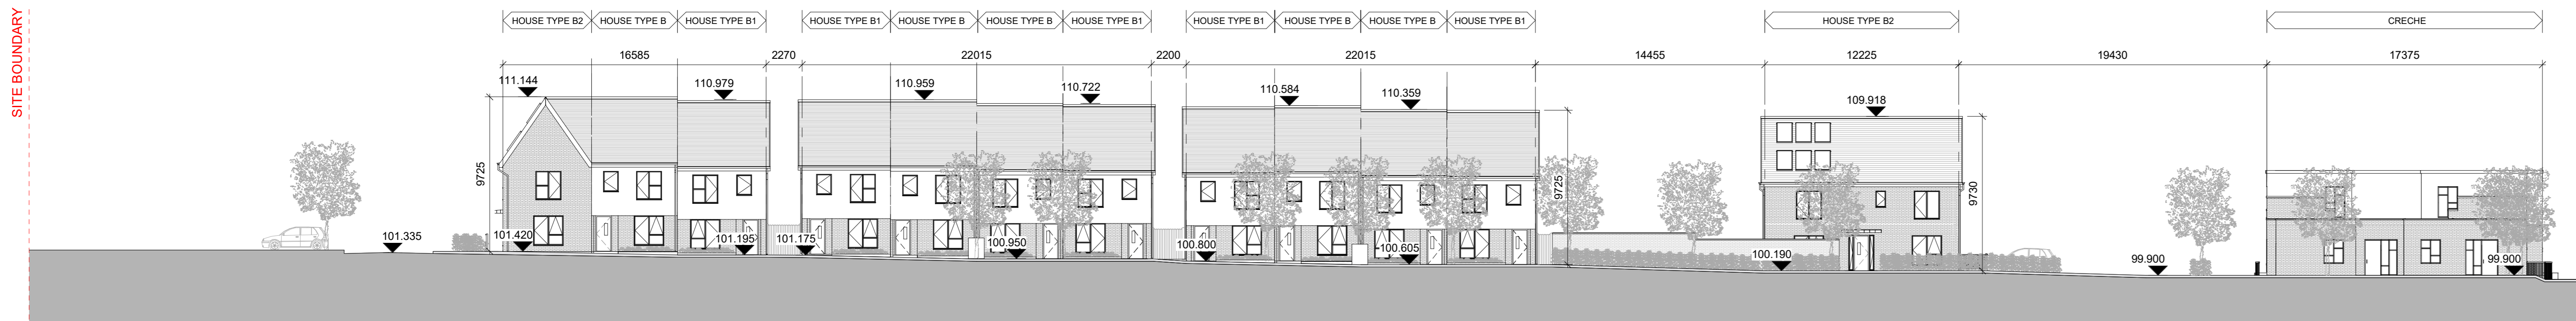 SITE BOUNDARY
HOUSE TYPE B2
HOUSE TYPE B
HOUSE TYPE B1
HOUSE TYPE B1
HOUSE TYPE B
HOUSE TYPE B
HOUSE TYPE B1
HOUSE TYPE B1
HOUSE TYPE B
HOUSE TYPE B
HOUSE TYPE B1
HOUSE TYPE B2
CRECHE
16585
2270
22015
2200
22015
14455
12225
19430
17375
111.144
110.979
110.959
110.722
110.584
110.359
109.918
9725
9725
9730
101.335
101.420
101.195
101.175
100.950
100.800
100.605
100.190
99.900
99.900